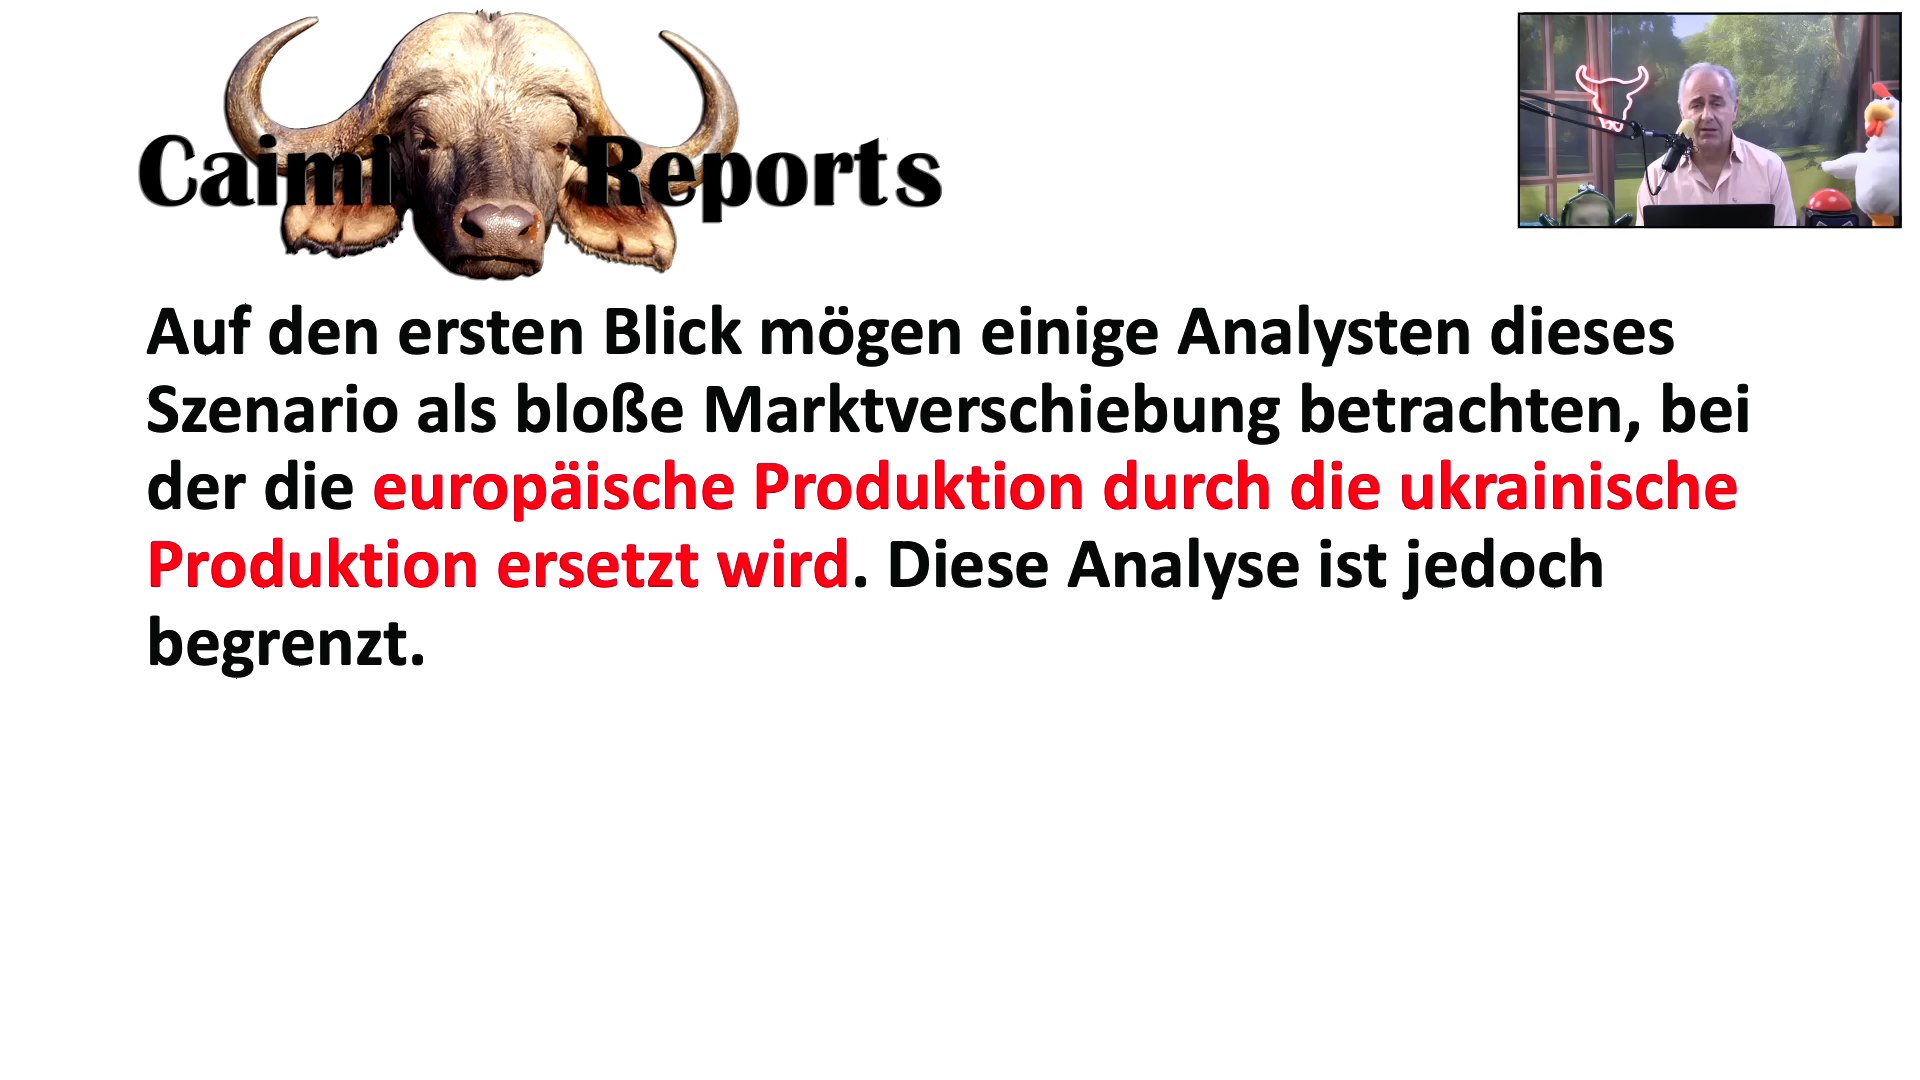 Caimi Reports
Auf den ersten Blick mögen einige Analysten dieses
Szenario als bloße Marktverschiebung betrachten, bei
der die europäische Produktion durch die ukrainische
Produktion ersetzt wird. Diese Analyse ist jedoch
begrenzt.